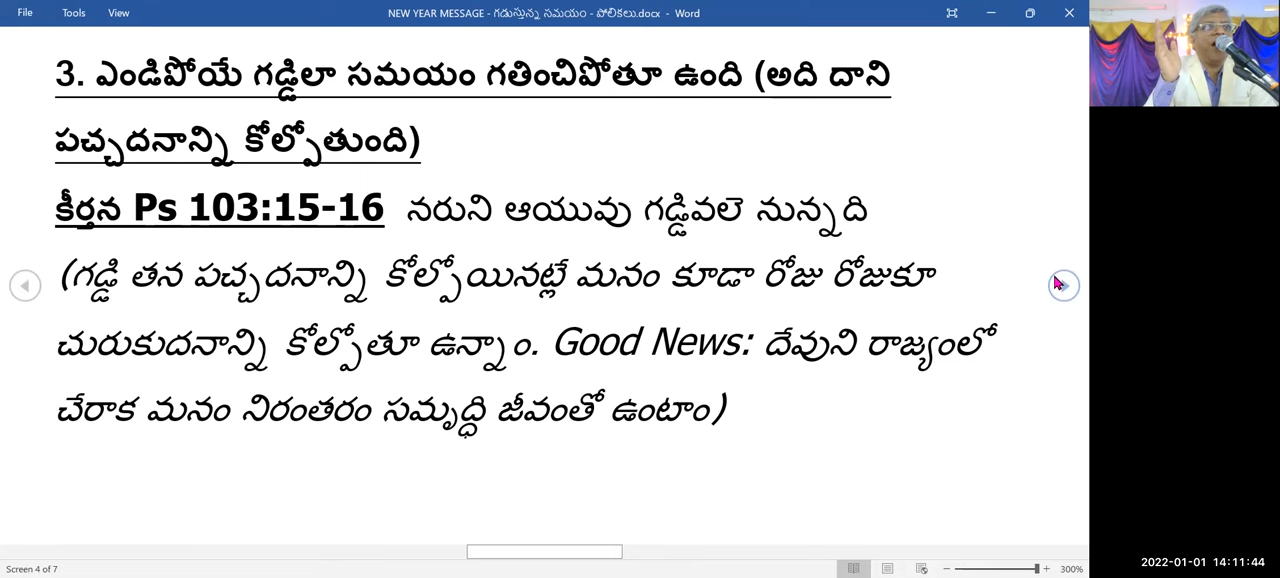 File Tools View NEW YEAR MESSAGE - గడుస్తున్న సమయం - పోలికలు.docx - Word
3. ఎండిపోయే గడ్డిలా సమయం గతించిపోతూ ఉంది (అది దాని
పచ్చదనాన్ని కోల్పోతుంది)
కీర్తన Ps 103:15-16 నరుని ఆయువు గడ్డివలె నున్నది
(గడ్డి తన పచ్చదనాన్ని కోల్పోయినట్లే మనం కూడా రోజు రోజుకూ
చురుకుదనాన్ని కోల్పోతూ ఉన్నాం. Good News: దేవుని రాజ్యంలో
చేరాక మనం నిరంతరం సమృద్ధి జీవంతో ఉంటాం)
2022-01-01 14:11:44
Screen 4 of 7 300%